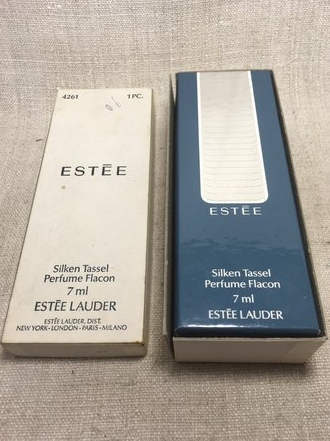 4261 1 PC.
ESTĒE
Silken Tassel
Perfume Flacon
7 ml
ESTĒE LAUDER
ESTĒE LAUDER, DIST.
NEW YORK • LONDON • PARIS • MILANO
ESTĒE
Silken Tassel
Perfume Flacon
7 ml
ESTĒE LAUDER